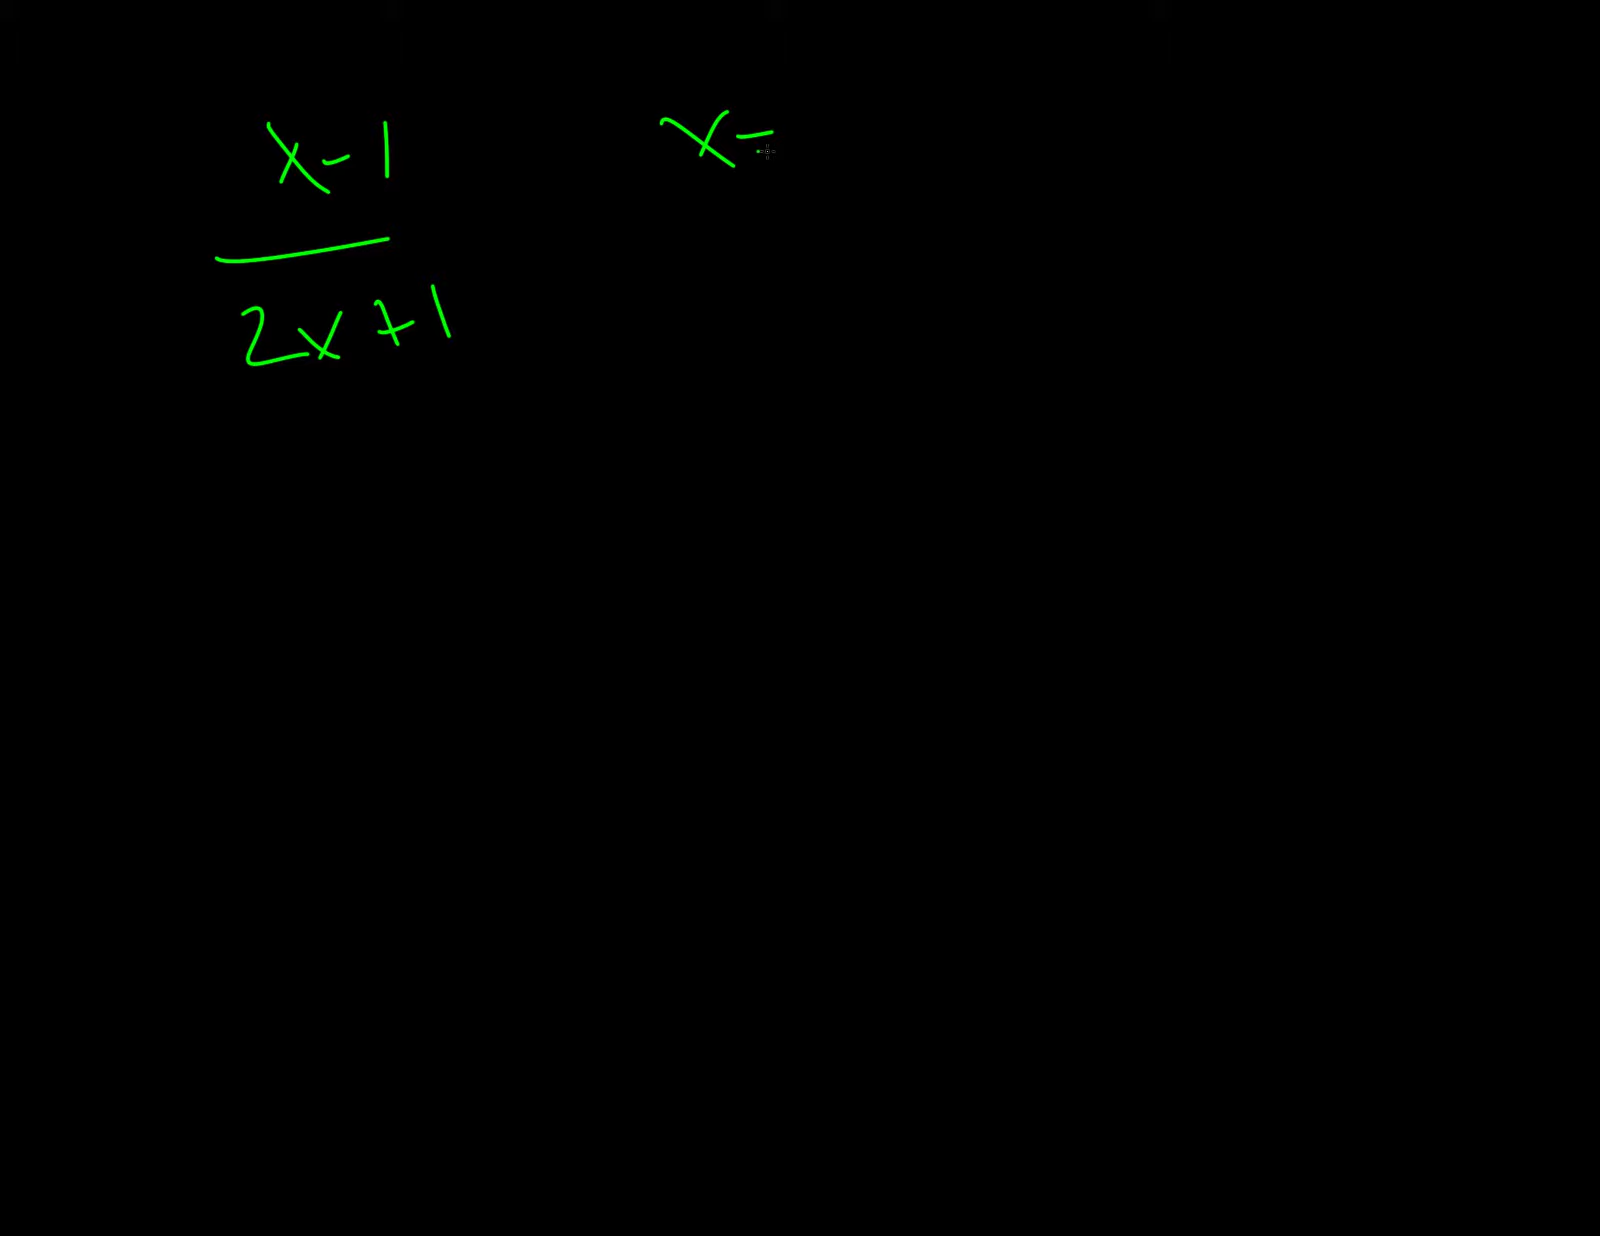 x - 1
2x + 1
x =